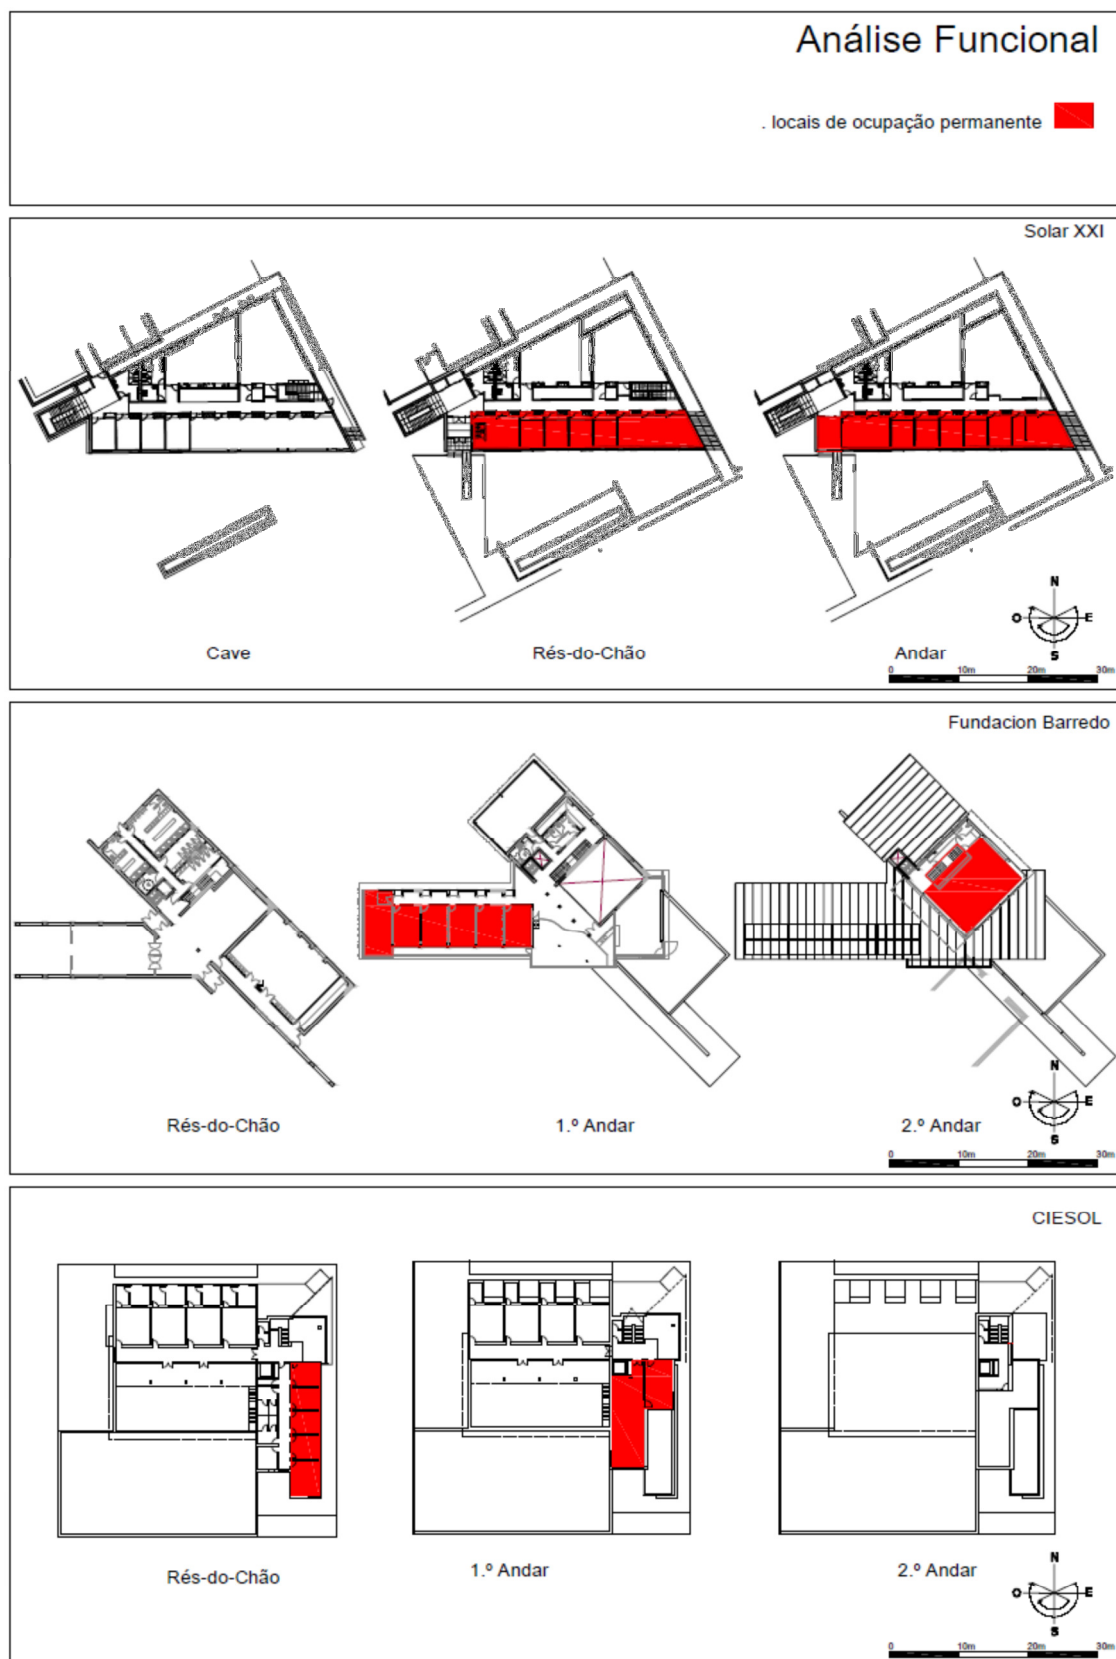 Análise Funcional
. locais de ocupação permanente
Solar XXI
N
O E
S
Cave Rés-do-Chão Andar
0 10m 20m 30m
Fundacion Barredo
N
O E
S
Rés-do-Chão 1.º Andar 2.º Andar
0 10m 20m 30m
CIESOL
Rés-do-Chão 1.º Andar 2.º Andar
N
O E
S
0 10m 20m 30m